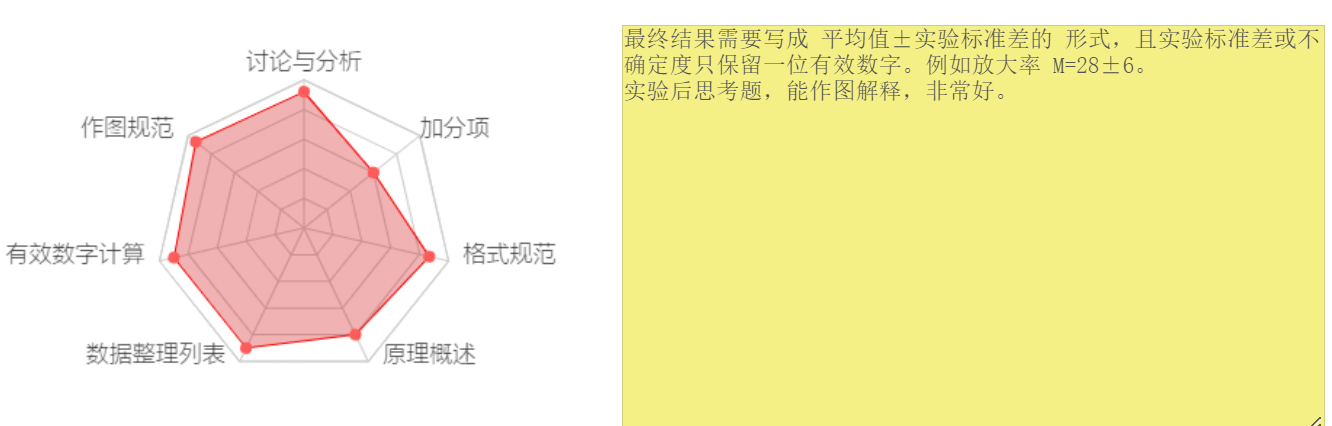 讨论与分析
作图规范
加分项
有效数字计算
格式规范
数据整理列表
原理概述
最终结果需要写成 平均值±实验标准差的 形式，且实验标准差或不
确定度只保留一位有效数字。例如放大率 M=28±6。
实验后思考题，能作图解释，非常好。